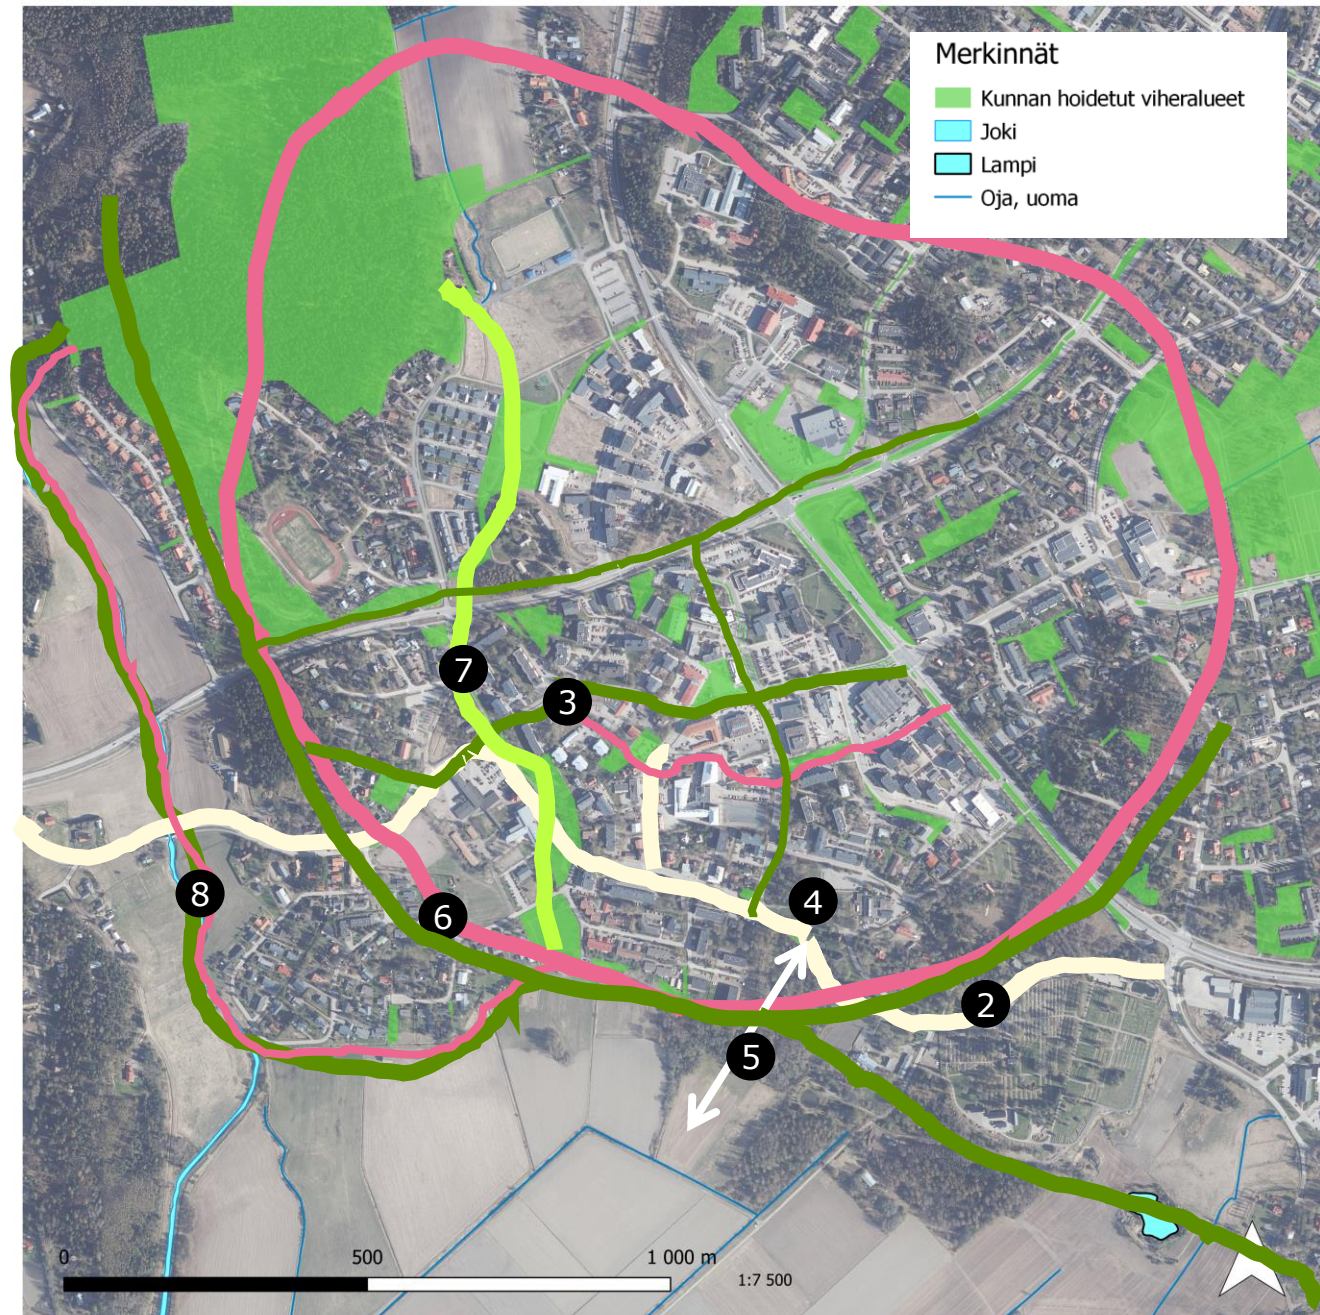 Merkinnät
Kunnan hoidetut viheralueet
Joki
Lampi
Oja, uoma
7
3
8
6
4
2
5
0 500 1 000 m
1:7 500